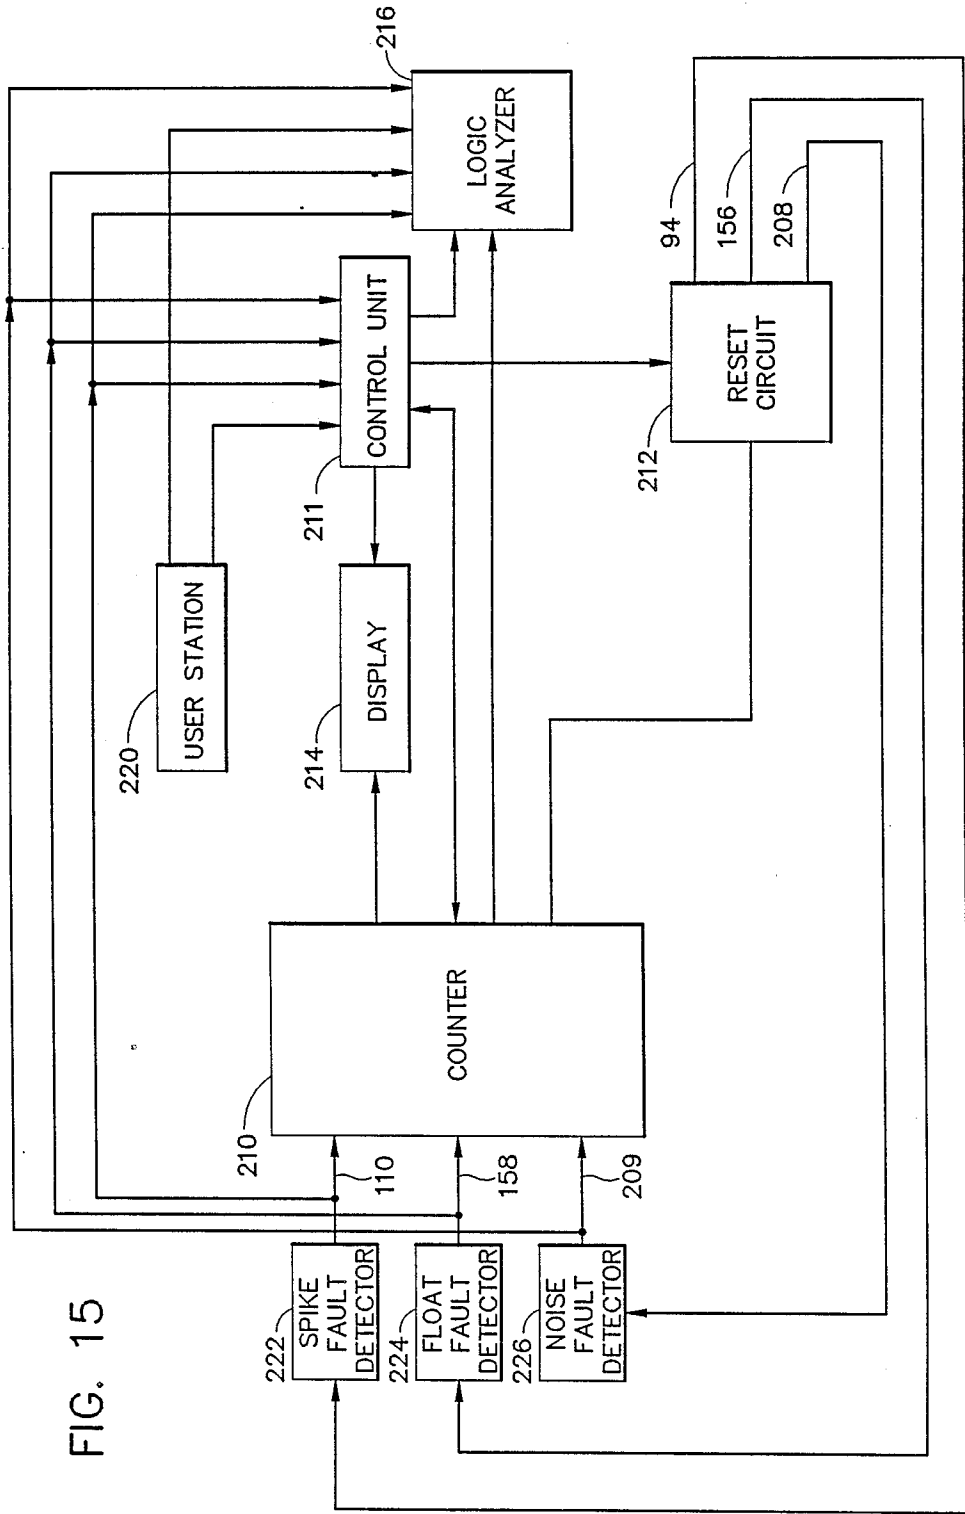 FIG. 15
222
SPIKE
FAULT
DETECTOR
224
FLOAT
FAULT
DETECTOR
226
NOISE
FAULT
DETECTOR
110
158
209
210
COUNTER
220
USER STATION
214
DISPLAY
211
CONTROL UNIT
216
LOGIC
ANALYZER
212
RESET
CIRCUIT
94
156
208